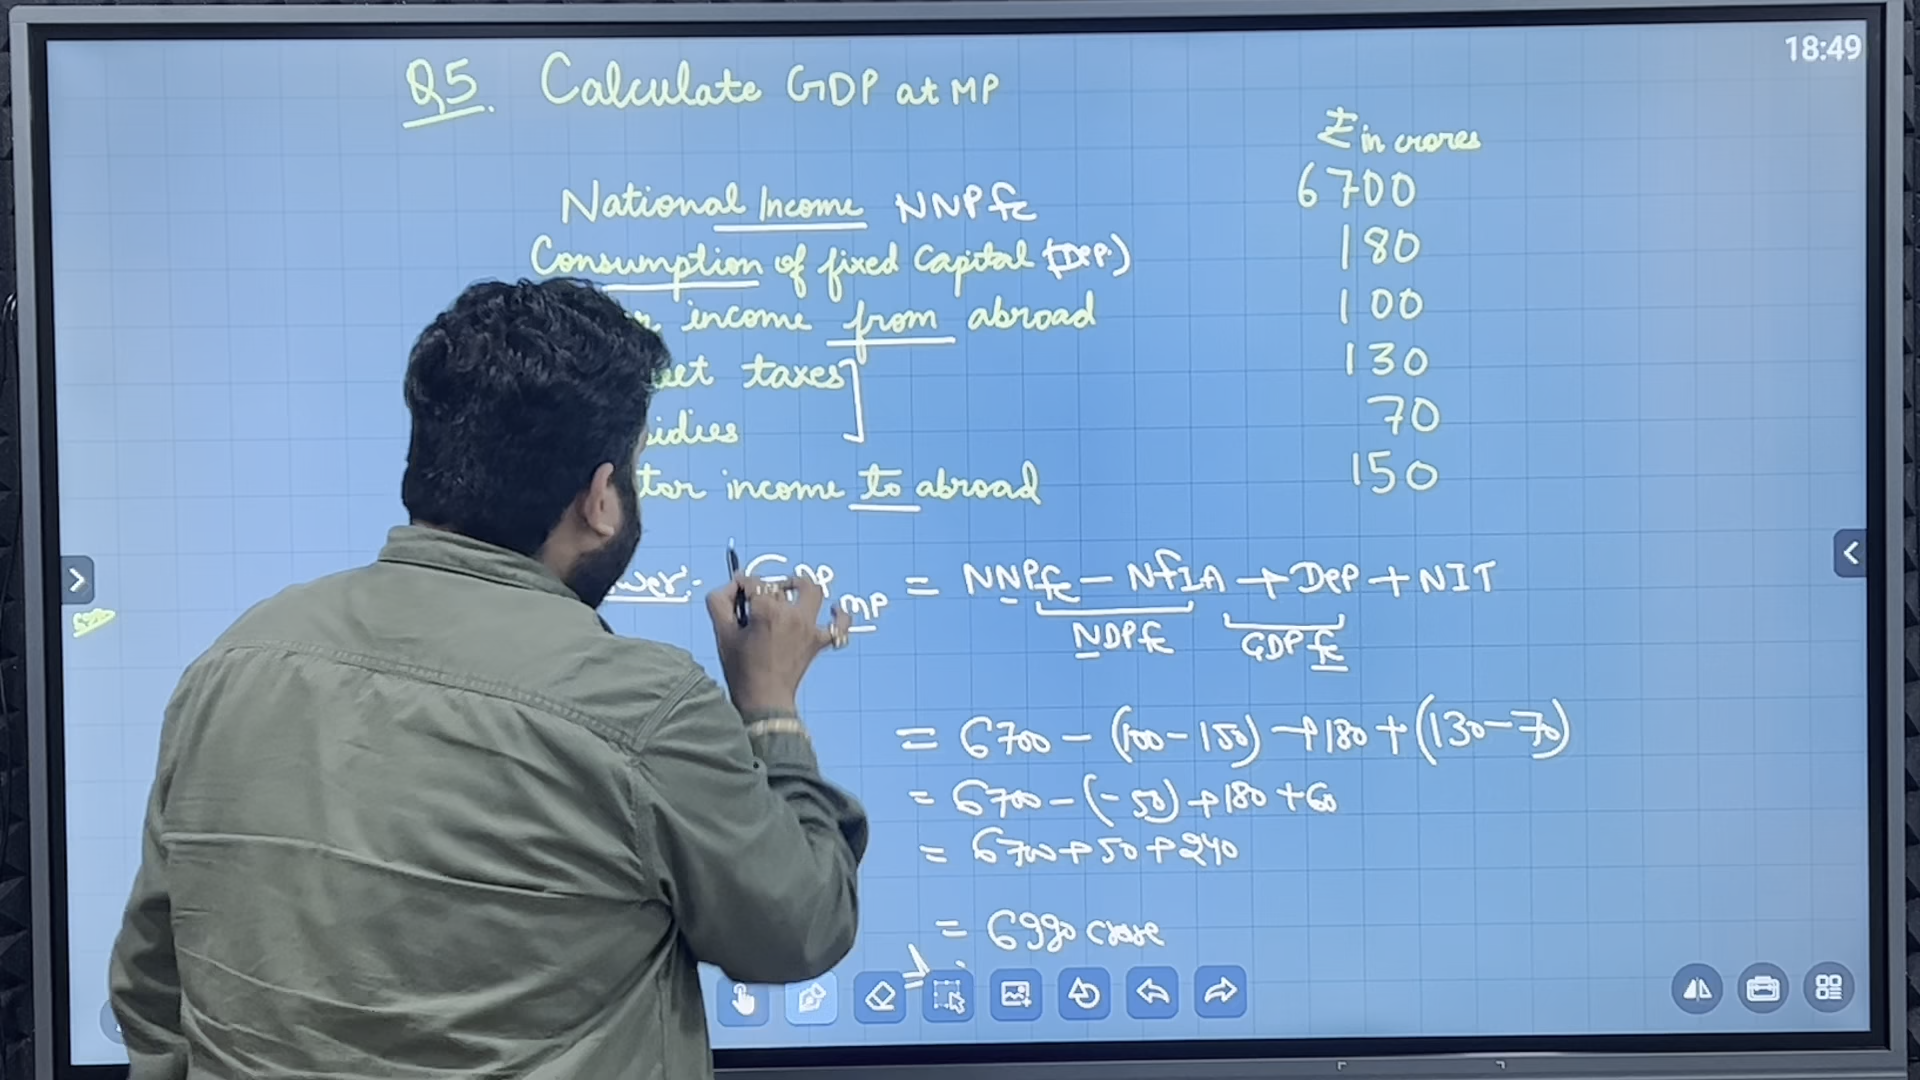 18:49
Q5. Calculate GDP at MP
₹ in crores
National Income NNPfc 6700
Consumption of fixed Capital (Dep.) 180
income from abroad 100
taxes 130
70
income to abroad 150
GDP MP = NNPfc - NFIA + Dep + NIT
NDPfc GDPfc
= 6700 - (100 - 150) + 180 + (130 - 70)
= 6700 - (-50) + 180 + 60
= 6700 + 50 + 240
= 6990 crore